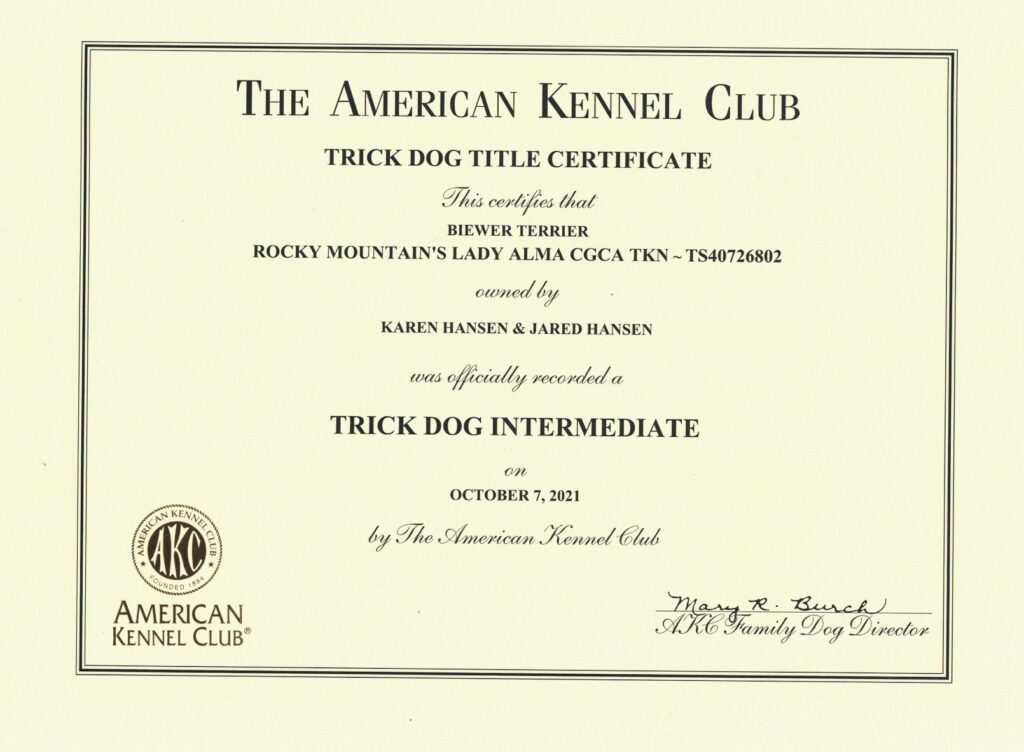 THE AMERICAN KENNEL CLUB
TRICK DOG TITLE CERTIFICATE
This certifies that
BIEWER TERRIER
ROCKY MOUNTAIN'S LADY ALMA CGCA TKN ~ TS40726802
owned by
KAREN HANSEN & JARED HANSEN
was officially recorded a
TRICK DOG INTERMEDIATE
on
OCTOBER 7, 2021
by The American Kennel Club
AMERICAN KENNEL CLUB
AKC
FOUNDED 1884
AMERICAN
KENNEL CLUB®
Mary R. Burch
AKC Family Dog Director